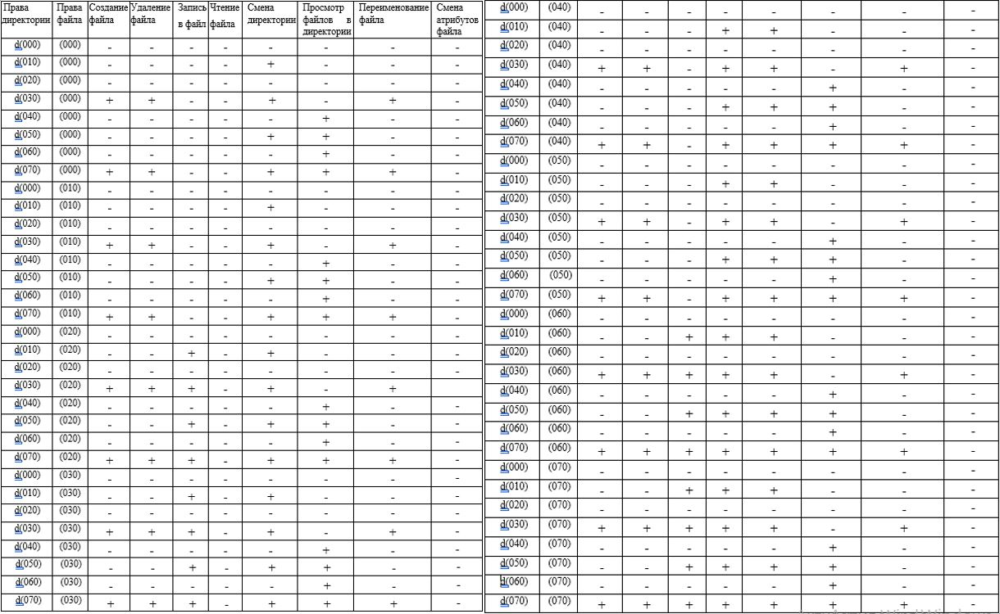 Права Права Создание Удаление Запись Чтение Смена Просмотр Переименование Смена
директории файла файла файла в файл файла директории файлов в файла атрибутов
директории файла
d(000) (000) - - - - - - - -
d(010) (000) - - - - + - - -
d(020) (000) - - - - - - - -
d(030) (000) + + - - + - + -
d(040) (000) - - - - - + - -
d(050) (000) - - - - + + - -
d(060) (000) - - - - - + - -
d(070) (000) + + - - + + + -
d(000) (010) - - - - - - - -
d(010) (010) - - - - + - - -
d(020) (010) - - - - - - - -
d(030) (010) + + - - + - + -
d(040) (010) - - - - - + - -
d(050) (010) - - - - + + - -
d(060) (010) - - - - - + - -
d(070) (010) + + - - + + + -
d(000) (020) - - - - - - - -
d(010) (020) - - + - + - - -
d(020) (020) - - - - - - - -
d(030) (020) + + + - + - + -
d(040) (020) - - - - - + - -
d(050) (020) - - + - + + - -
d(060) (020) - - - - - + - -
d(070) (020) + + + - + + + -
d(000) (030) - - - - - - - -
d(010) (030) - - + - + - - -
d(020) (030) - - - - - - - -
d(030) (030) + + + - + - + -
d(040) (030) - - - - - + - -
d(050) (030) - - + - + + - -
d(060) (030) - - - - - + - -
d(070) (030) + + + - + + + -
d(000) (040) - - - - - - - -
d(010) (040) - - - + + - - -
d(020) (040) - - - - - - - -
d(030) (040) + + - + + - + -
d(040) (040) - - - - - + - -
d(050) (040) - - - + + + - -
d(060) (040) - - - - - + - -
d(070) (040) + + - + + + + -
d(000) (050) - - - - - - - -
d(010) (050) - - - + + - - -
d(020) (050) - - - - - - - -
d(030) (050) + + - + + - + -
d(040) (050) - - - - - + - -
d(050) (050) - - - + + + - -
d(060) (050) - - - - - + - -
d(070) (050) + + - + + + + -
d(000) (060) - - - - - - - -
d(010) (060) - - + + + - - -
d(020) (060) - - - - - - - -
d(030) (060) + + + + + - + -
d(040) (060) - - - - - + - -
d(050) (060) - - + + + + - -
d(060) (060) - - - - - + - -
d(070) (060) + + + + + + + -
d(000) (070) - - - - - - - -
d(010) (070) - - + + + - - -
d(020) (070) - - - - - - - -
d(030) (070) + + + + + - + -
d(040) (070) - - - - - + - -
d(050) (070) - - + + + + - -
d(060) (070) - - - - - + - -
d(070) (070) + + + + + + + -